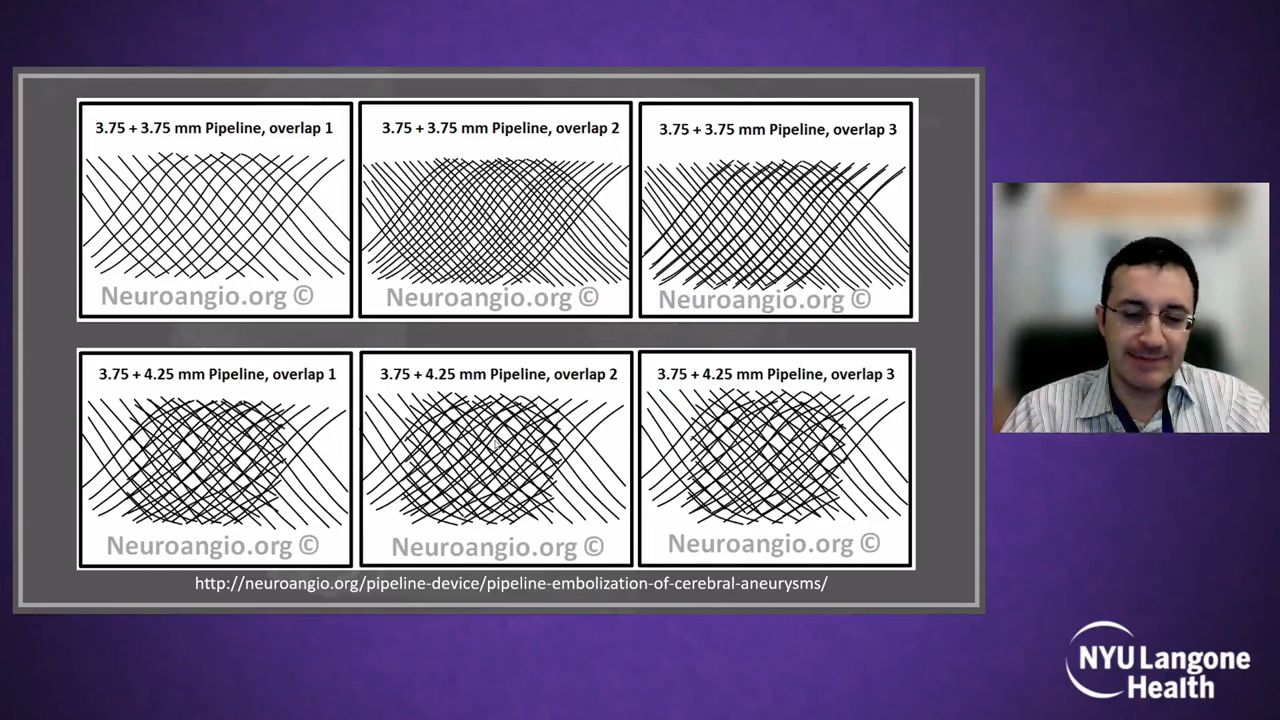 3.75 + 3.75 mm Pipeline, overlap 1
3.75 + 3.75 mm Pipeline, overlap 2
3.75 + 3.75 mm Pipeline, overlap 3
Neuroangio.org ©
Neuroangio.org ©
Neuroangio.org ©
3.75 + 4.25 mm Pipeline, overlap 1
3.75 + 4.25 mm Pipeline, overlap 2
3.75 + 4.25 mm Pipeline, overlap 3
Neuroangio.org ©
Neuroangio.org ©
Neuroangio.org ©
http://neuroangio.org/pipeline-device/pipeline-embolization-of-cerebral-aneurysms/
NYU Langone
Health